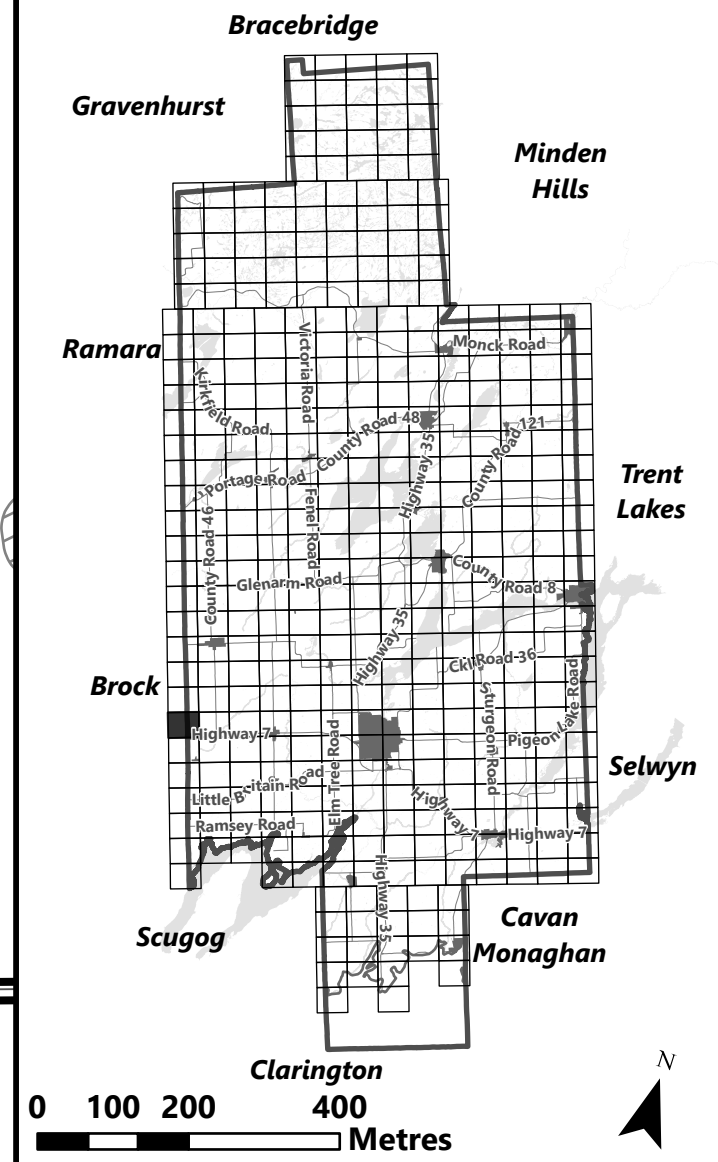 Bracebridge
Gravenhurst
Minden
Hills
Ramara
Monck Road
Victoria Road
Kirkfield Road
County Road 48
County Road 121
Highway 35
Trent
Lakes
Portage Road
Fenel Road
County Road 46
Glenarm Road
County Road 8
Highway 35
Ckl Road 36
Brock
Pigeon Lake Road
Sturgeon Road
Highway 7
Elm Tree Road
Selwyn
Little Britain Road
Highway 7
Ramsey Road
Highway 7
Highway 35
Scugog
Cavan
Monaghan
Clarington
N
0 100 200 400
Metres